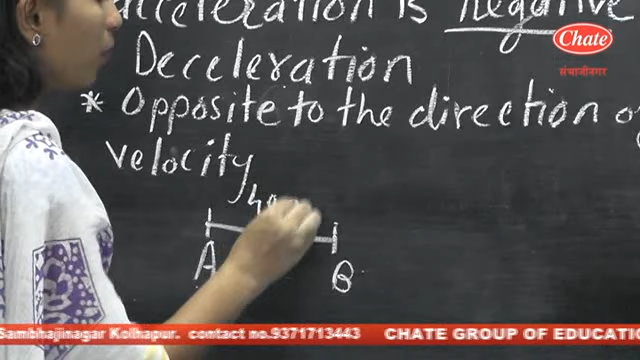 acceleration is negative
Chate
संभाजीनगर
Deceleration
* Opposite to the direction of
velocity
A B
Sambhajinagar Kolhapur. contact no.9371713443 CHATE GROUP OF EDUCATIO